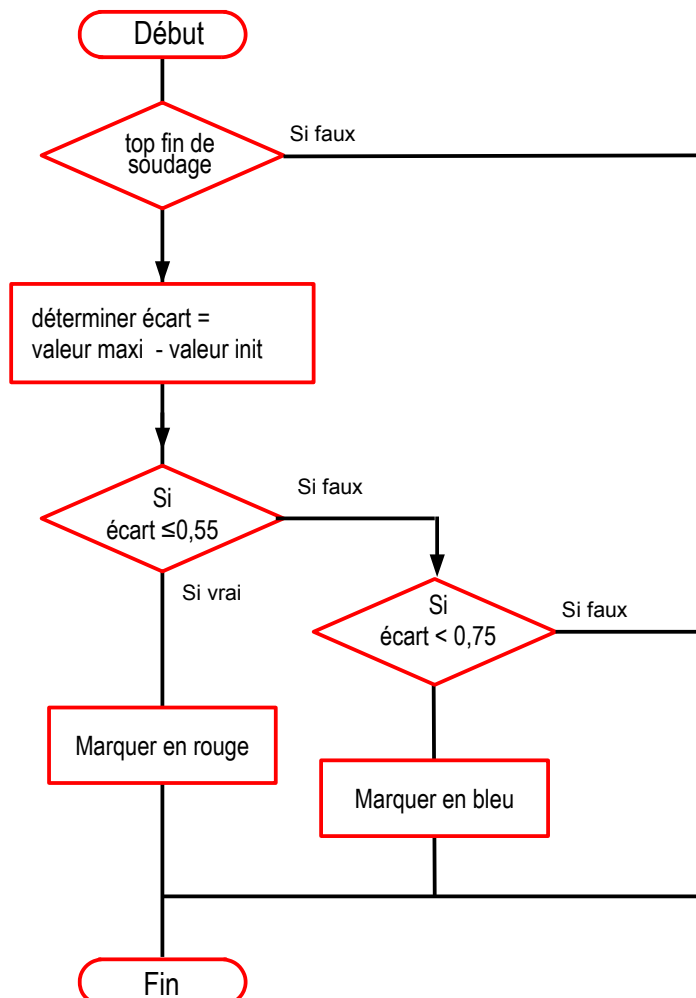 Début
Si faux
top fin de
soudage
déterminer écart =
valeur maxi - valeur init
Si
écart ≤0,55
Si faux
Si vrai
Si
écart < 0,75
Si faux
Marquer en rouge
Marquer en bleu
Fin